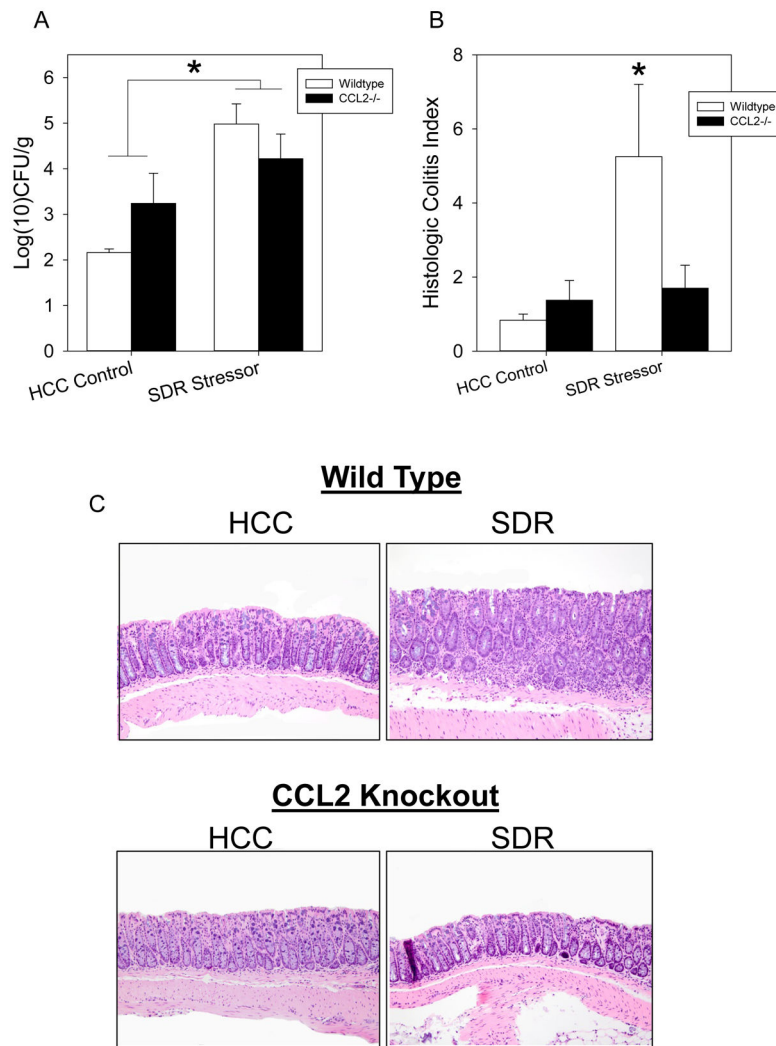 A
*
Wildtype
CCL2-/-
Log(10)CFU/g
6
5
4
3
2
1
0
HCC Control
SDR Stressor
B
*
Wildtype
CCL2-/-
Histologic Colitis Index
8
6
4
2
0
HCC Control
SDR Stressor
Wild Type
C
HCC SDR
CCL2 Knockout
HCC SDR